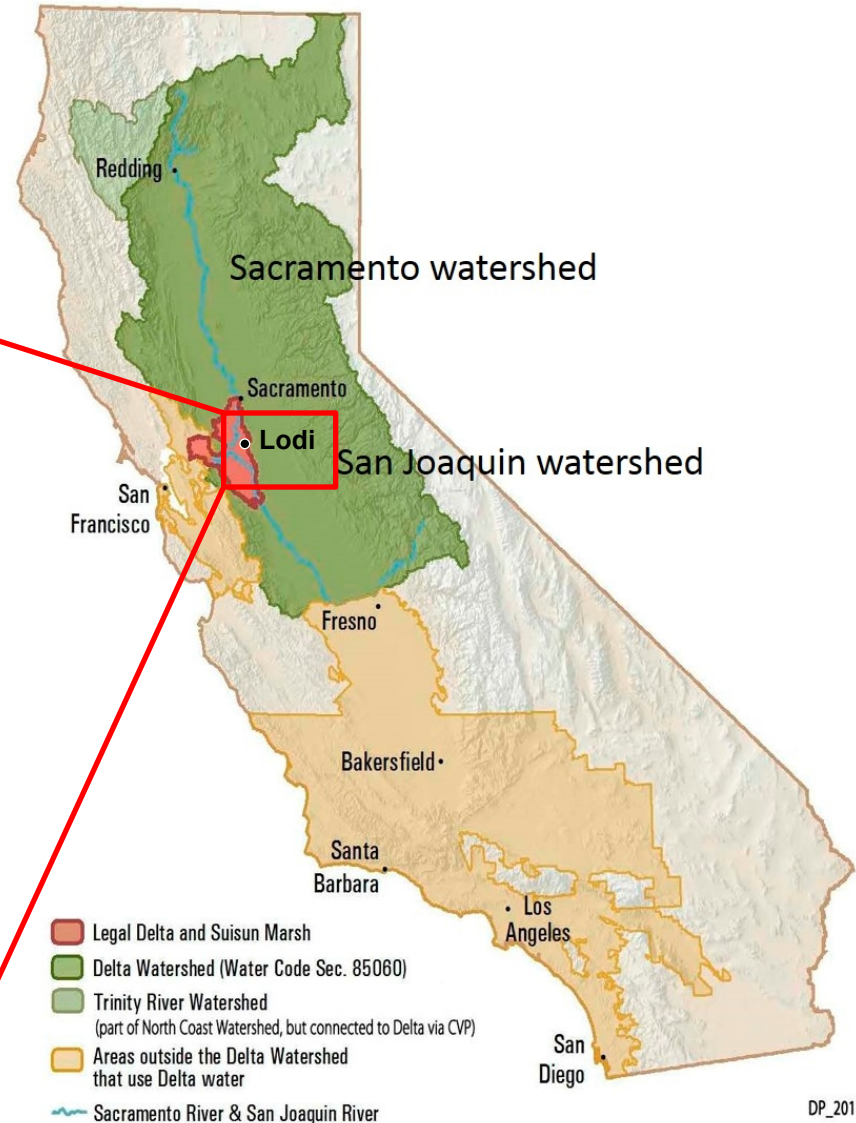 Redding
Sacramento watershed
Sacramento
Lodi
San Joaquin watershed
San
Francisco
Fresno
Bakersfield
Santa
Barbara
Los
Angeles
San
Diego
Legal Delta and Suisun Marsh
Delta Watershed (Water Code Sec. 85060)
Trinity River Watershed
(part of North Coast Watershed, but connected to Delta via CVP)
Areas outside the Delta Watershed
that use Delta water
Sacramento River & San Joaquin River
DP_201